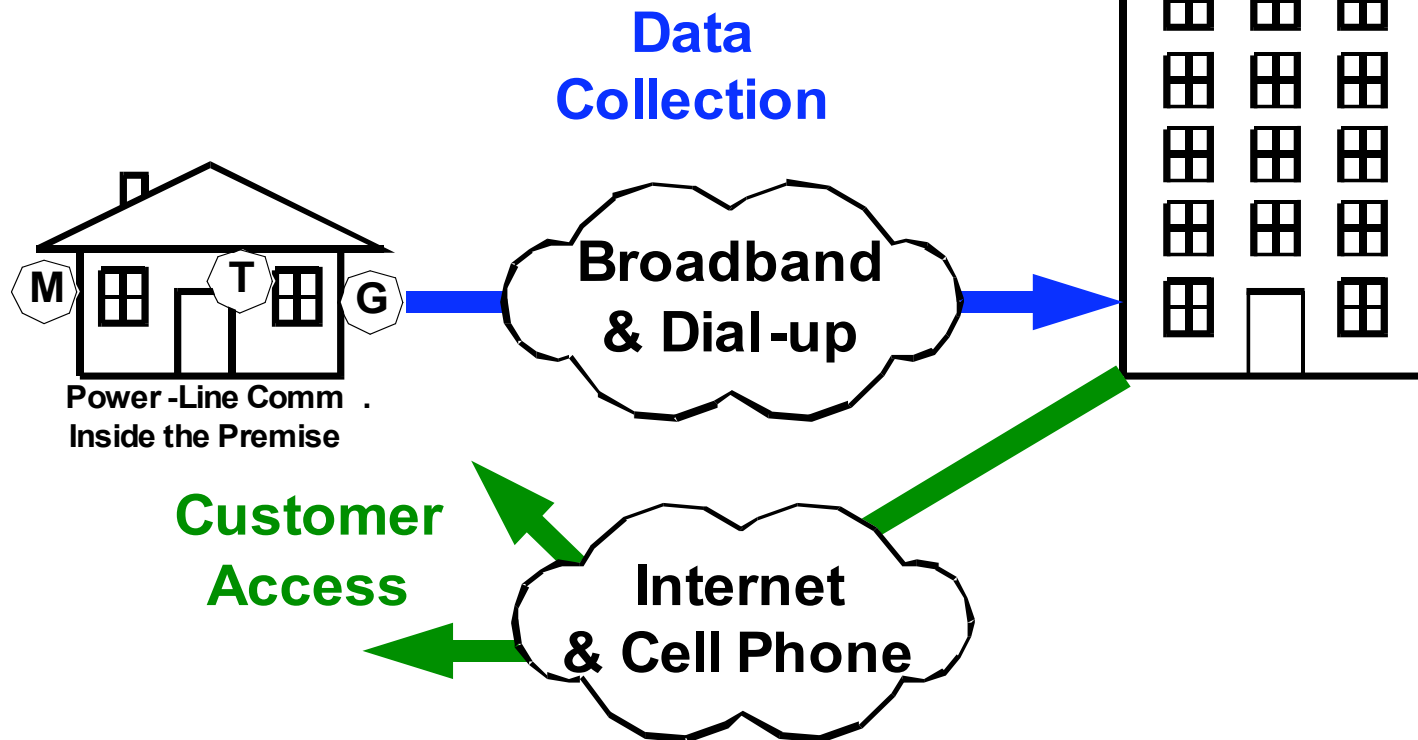 Data
Collection
M
T
G
Broadband
& Dial-up
Power-Line Comm .
Inside the Premise
Customer
Access
Internet
& Cell Phone